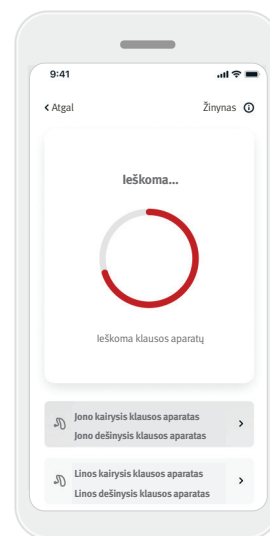 9:41
Atgal
Žinynas
Ieškoma...
Ieškoma klausos aparatų
Jono kairysis klausos aparatas
Jono dešinysis klausos aparatas
Linos kairysis klausos aparatas
Linos dešinysis klausos aparatas